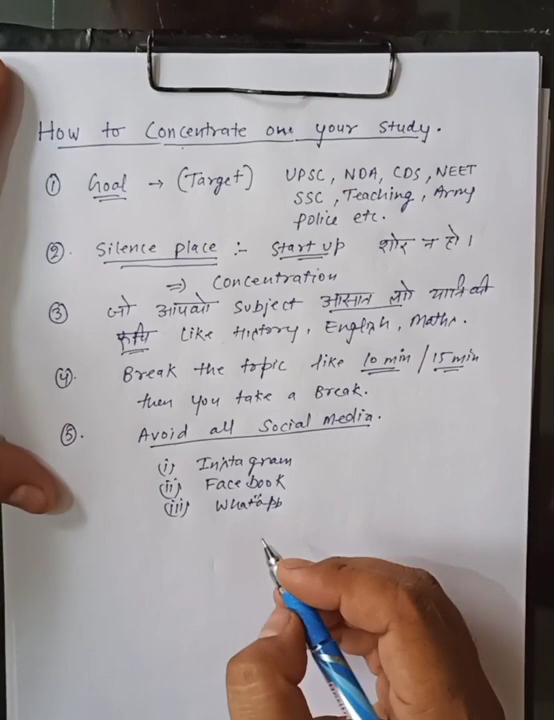 How to Concentrate on your study.
① Goal → (Target) UPSC, NDA, CDS, NEET
SSC, Teaching, Army
police etc.
②. Silence place :- Start up शोर न हो।
⇒ Concentration
③ जो आपको Subject आसान लगे
like History, English, Maths.
④. Break the topic like 10 min / 15 min
then you take a Break.
⑤. Avoid all Social Media.
(i) Instagram
(ii) Facebook
(iii) Whatapp